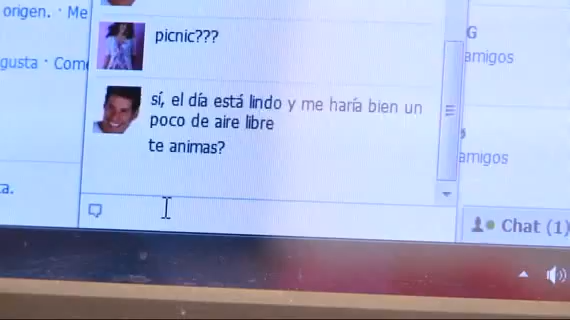 origen. · Me
picnic???
gusta · Com
sí, el día está lindo y me haría bien un
poco de aire libre
te animas?
G
amigos
amigos
a.
Chat (1)